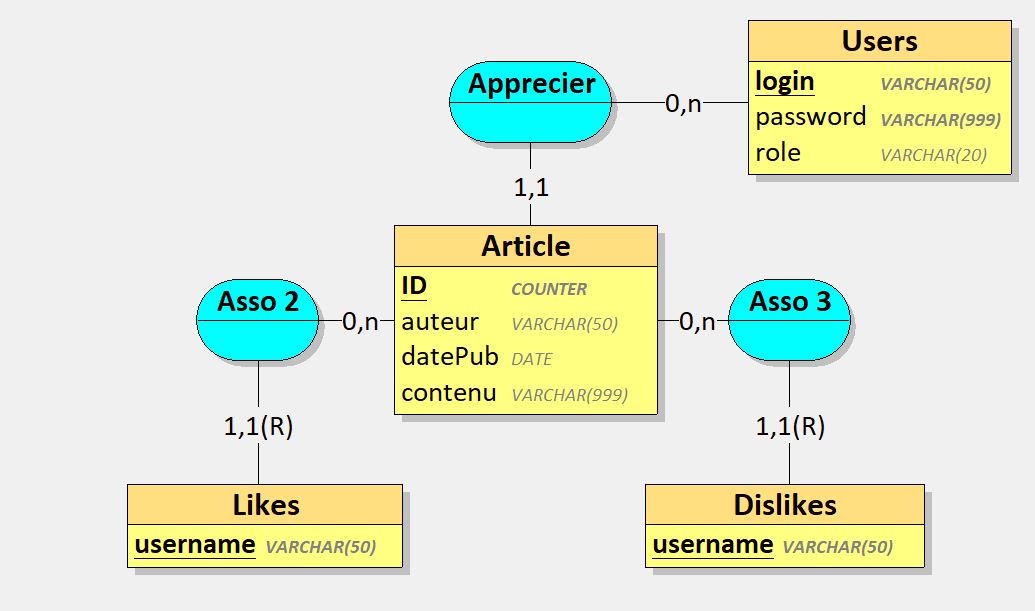 Users
login VARCHAR(50)
password VARCHAR(999)
role VARCHAR(20)
Apprecier
0,n
1,1
Article
ID COUNTER
auteur VARCHAR(50)
datePub DATE
contenu VARCHAR(999)
Asso 2
0,n
0,n
Asso 3
1,1(R)
1,1(R)
Likes
username VARCHAR(50)
Dislikes
username VARCHAR(50)